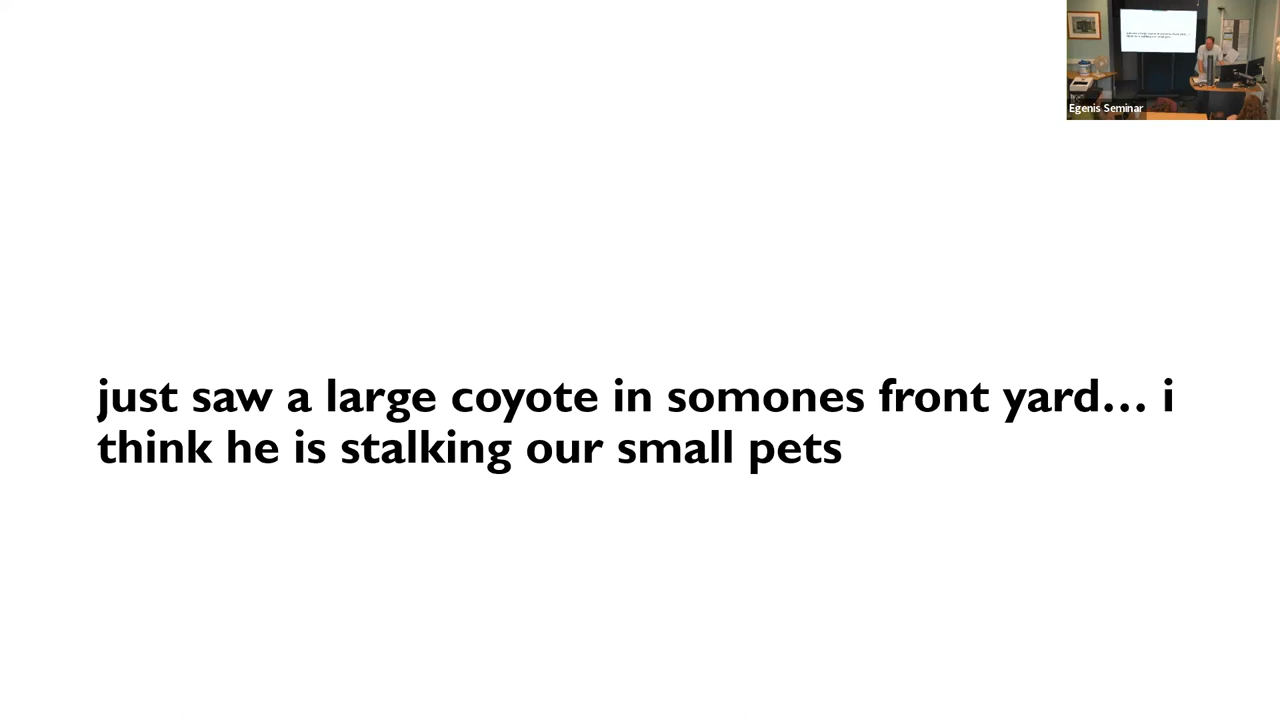 Egenis Seminar
just saw a large coyote in somones front yard… i
think he is stalking our small pets